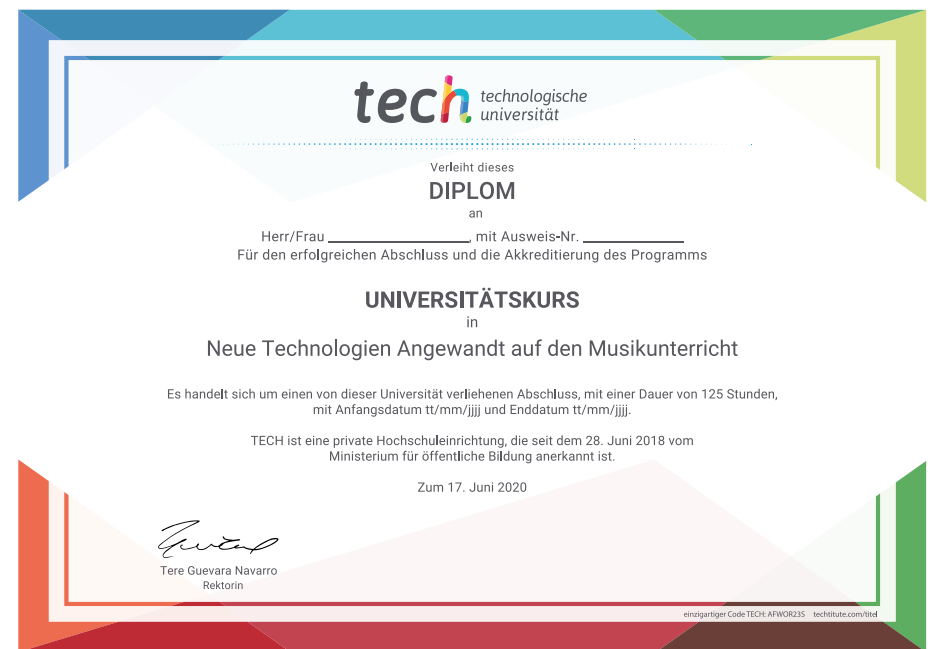 tech technologische
universität
Verleiht dieses
DIPLOM
an
Herr/Frau ____________________, mit Ausweis-Nr. ______________
Für den erfolgreichen Abschluss und die Akkreditierung des Programms
UNIVERSITÄTSKURS
in
Neue Technologien Angewandt auf den Musikunterricht
Es handelt sich um einen von dieser Universität verliehenen Abschluss, mit einer Dauer von 125 Stunden,
mit Anfangsdatum tt/mm/jjjj und Enddatum tt/mm/jjjj.
TECH ist eine private Hochschuleinrichtung, die seit dem 28. Juni 2018 vom
Ministerium für öffentliche Bildung anerkannt ist.
Zum 17. Juni 2020
Tere Guevara Navarro
Rektorin
einzigartiger Code TECH: AFWOR23S techtitute.com/titel